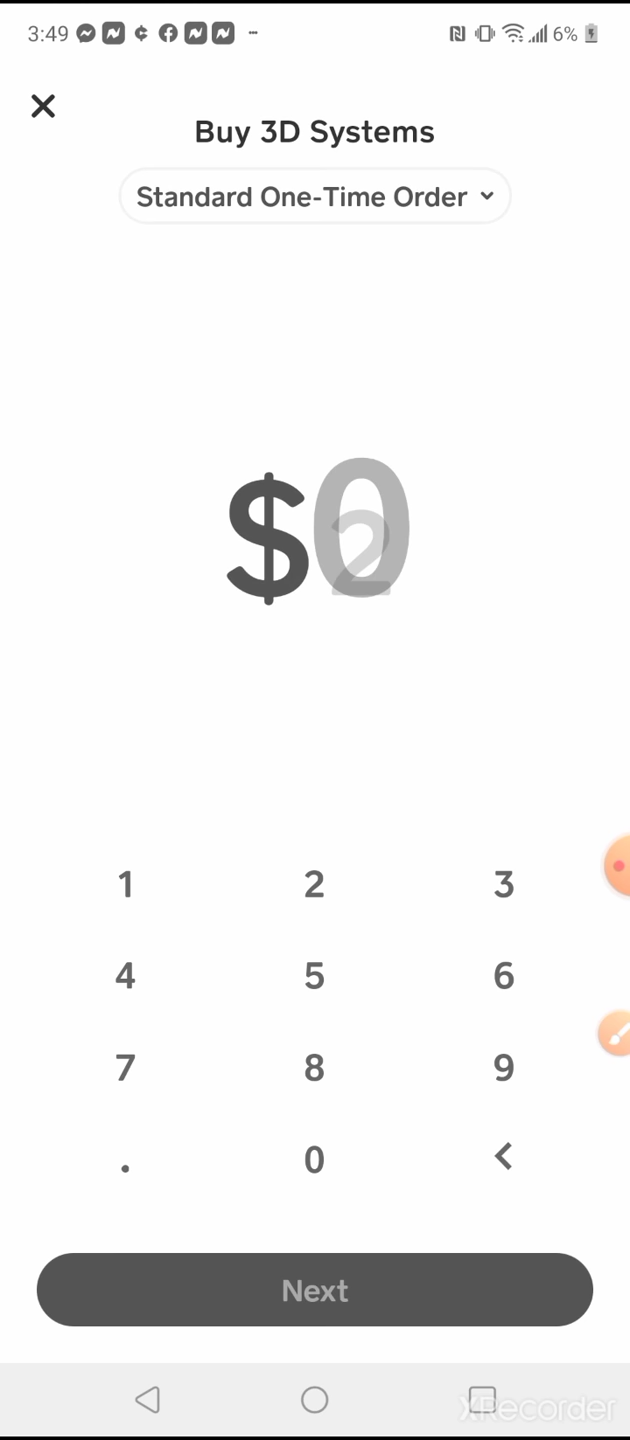 3:49 6%
Buy 3D Systems
Standard One-Time Order
$0
2
1 2 3
4 5 6
7 8 9
. 0
Next
XRecorder